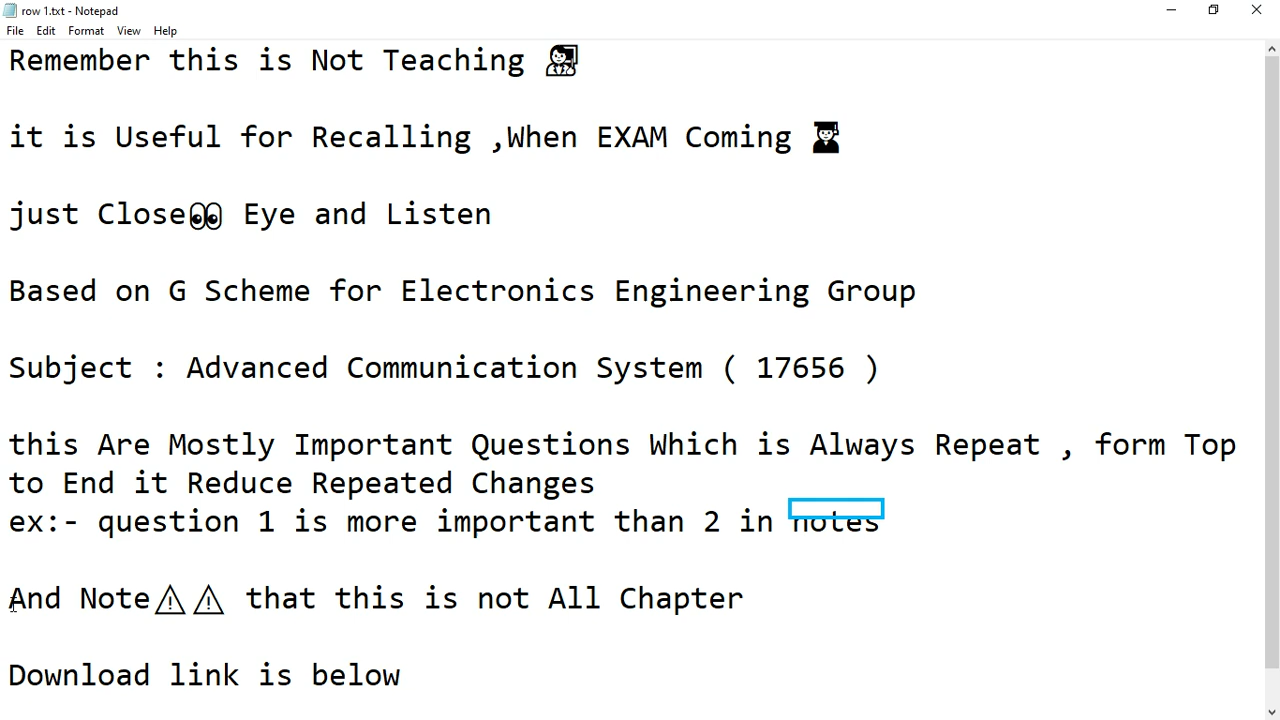 row 1.txt - Notepad
File Edit Format View Help
Remember this is Not Teaching 👨‍🎓
it is Useful for Recalling ,When EXAM Coming 👨‍🎓
just Close👀 Eye and Listen
Based on G Scheme for Electronics Engineering Group
Subject : Advanced Communication System ( 17656 )
this Are Mostly Important Questions Which is Always Repeat , form Top
to End it Reduce Repeated Changes
ex:- question 1 is more important than 2 in notes
And Note⚠⚠ that this is not All Chapter
Download link is below